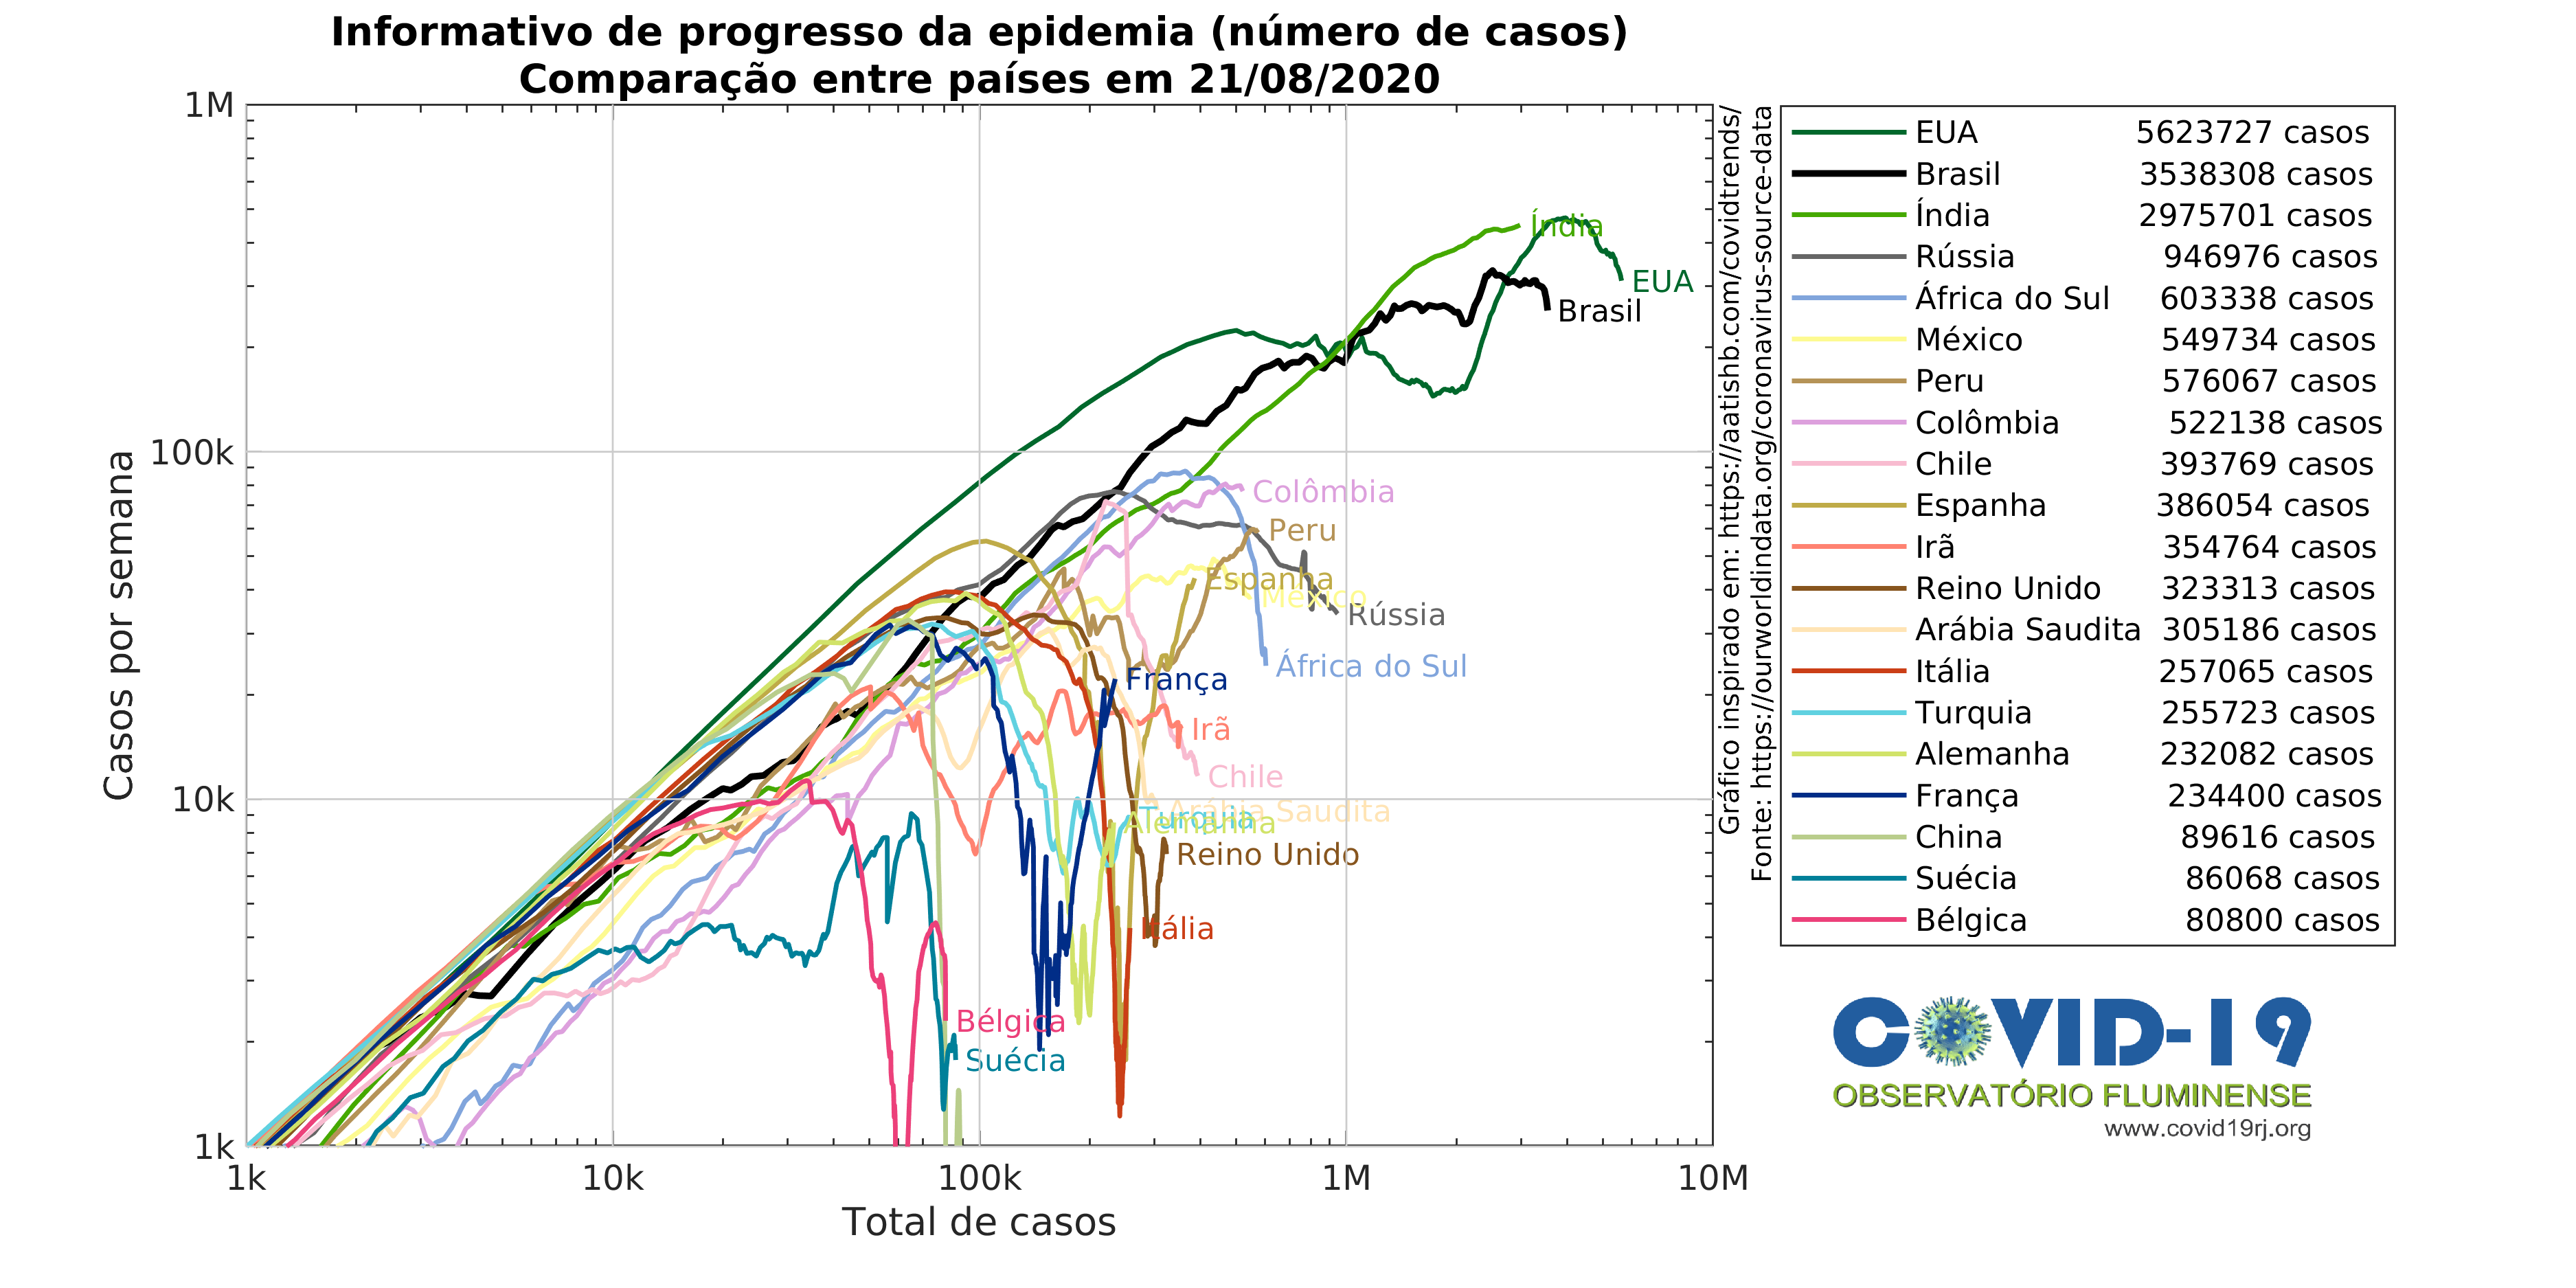 Informativo de progresso da epidemia (número de casos)
Comparação entre países em 21/08/2020
1M
100k
10k
1k
Casos por semana
1k
10k
100k
1M
10M
Total de casos
Índia
EUA
Brasil
Colômbia
Peru
Espanha
México
Rússia
África do Sul
França
Irã
Chile
Arábia Saudita
Turquia
Alemanha
Reino Unido
Itália
Bélgica
Suécia
Gráfico inspirado em: https://aatishb.com/covidtrends/
Fonte: https://ourworldindata.org/coronavirus-source-data
EUA 5623727 casos
Brasil 3538308 casos
Índia 2975701 casos
Rússia 946976 casos
África do Sul 603338 casos
México 549734 casos
Peru 576067 casos
Colômbia 522138 casos
Chile 393769 casos
Espanha 386054 casos
Irã 354764 casos
Reino Unido 323313 casos
Arábia Saudita 305186 casos
Itália 257065 casos
Turquia 255723 casos
Alemanha 232082 casos
França 234400 casos
China 89616 casos
Suécia 86068 casos
Bélgica 80800 casos
COVID-19
OBSERVATÓRIO FLUMINENSE
www.covid19rj.org